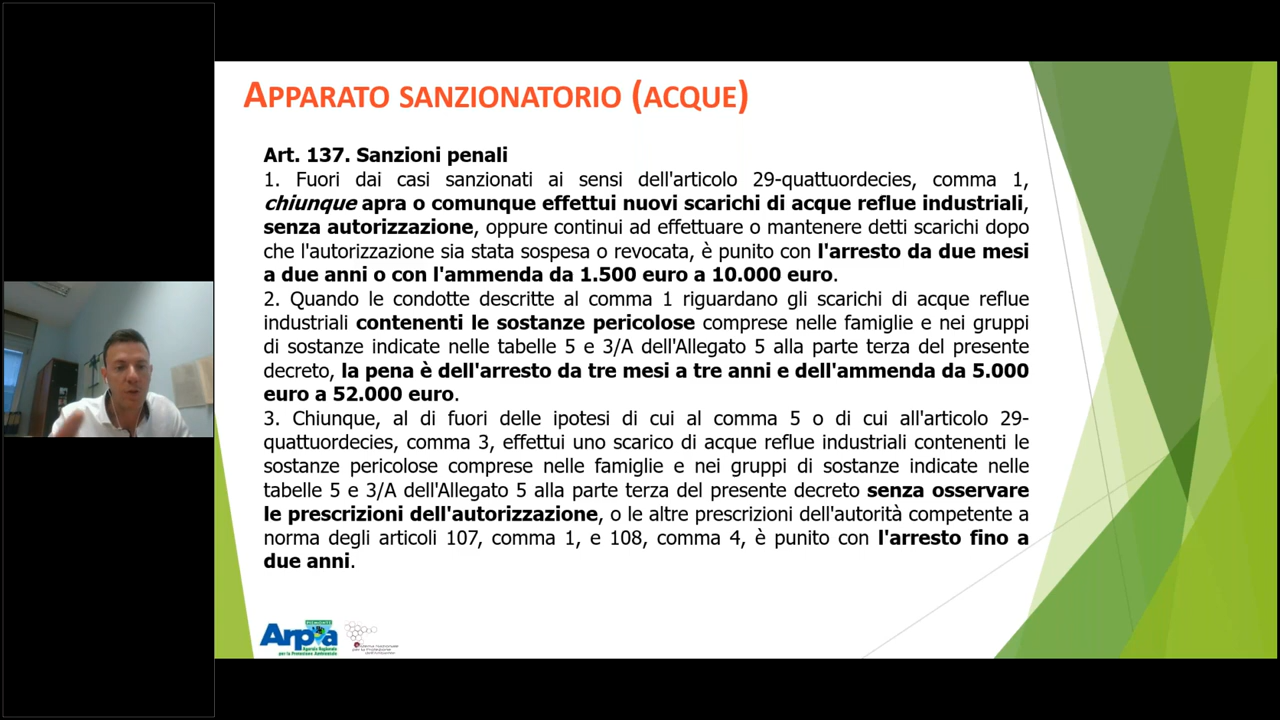 APPARATO SANZIONATORIO (ACQUE)
Art. 137. Sanzioni penali
1. Fuori dai casi sanzionati ai sensi dell'articolo 29-quattuordecies, comma 1,
chiunque apra o comunque effettui nuovi scarichi di acque reflue industriali,
senza autorizzazione, oppure continui ad effettuare o mantenere detti scarichi dopo
che l'autorizzazione sia stata sospesa o revocata, è punito con l'arresto da due mesi
a due anni o con l'ammenda da 1.500 euro a 10.000 euro.
2. Quando le condotte descritte al comma 1 riguardano gli scarichi di acque reflue
industriali contenenti le sostanze pericolose comprese nelle famiglie e nei gruppi
di sostanze indicate nelle tabelle 5 e 3/A dell'Allegato 5 alla parte terza del presente
decreto, la pena è dell'arresto da tre mesi a tre anni e dell'ammenda da 5.000
euro a 52.000 euro.
3. Chiunque, al di fuori delle ipotesi di cui al comma 5 o di cui all'articolo 29-
quattuordecies, comma 3, effettui uno scarico di acque reflue industriali contenenti le
sostanze pericolose comprese nelle famiglie e nei gruppi di sostanze indicate nelle
tabelle 5 e 3/A dell'Allegato 5 alla parte terza del presente decreto senza osservare
le prescrizioni dell'autorizzazione, o le altre prescrizioni dell'autorità competente a
norma degli articoli 107, comma 1, e 108, comma 4, è punito con l'arresto fino a
due anni.
PIEMONTE
Arpa
Agenzia Regionale
per la Protezione Ambientale